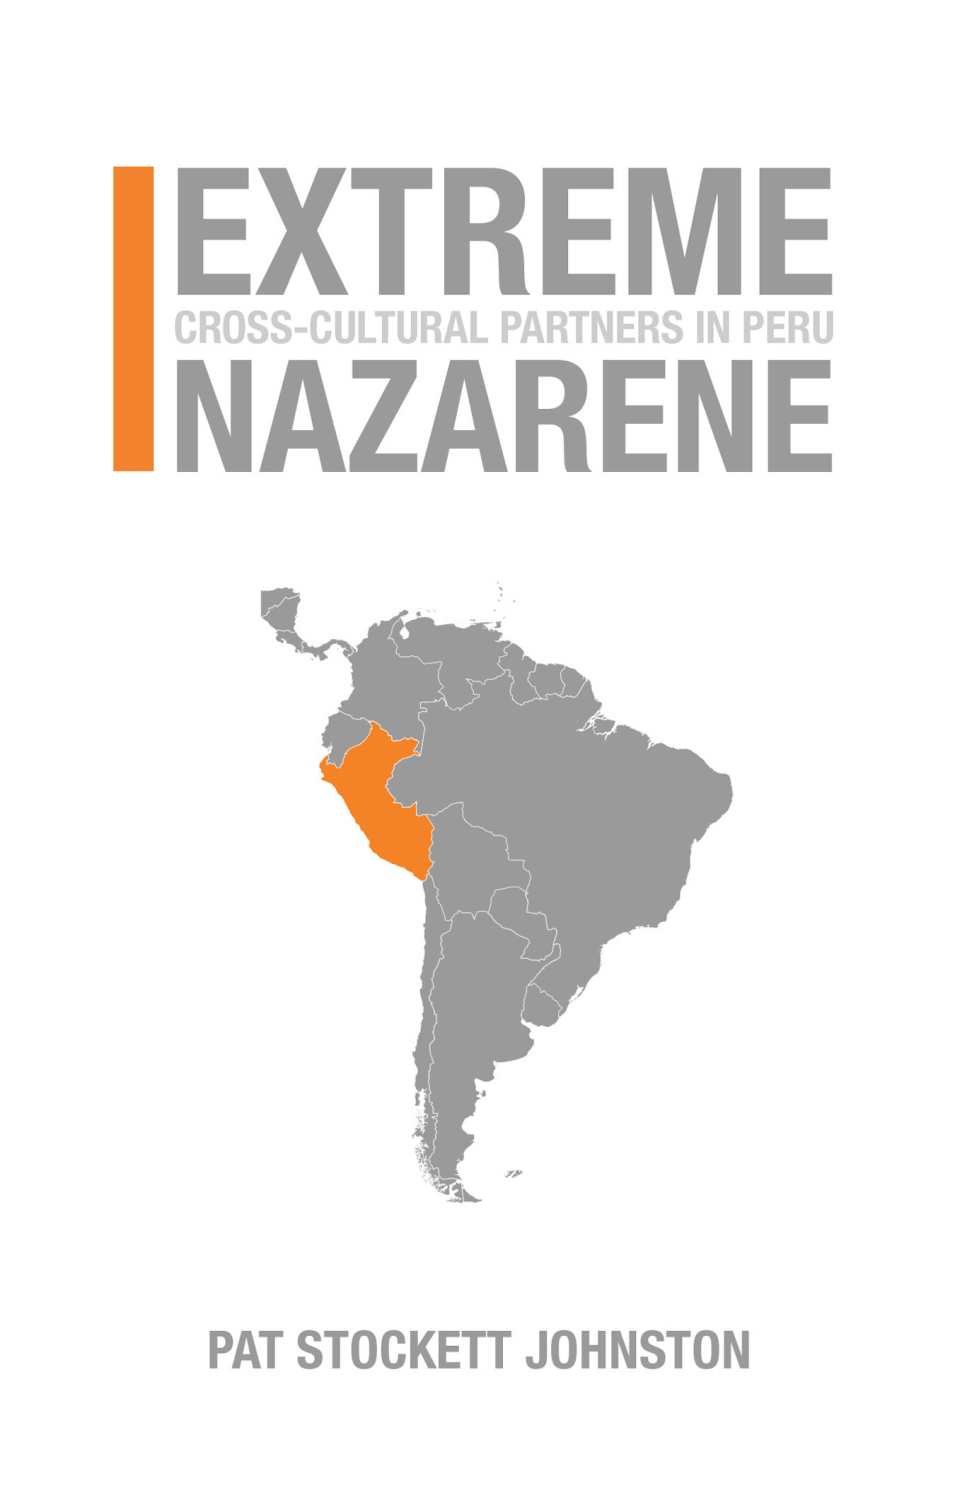 EXTREME
CROSS-CULTURAL PARTNERS IN PERU
NAZARENE
PAT STOCKETT JOHNSTON